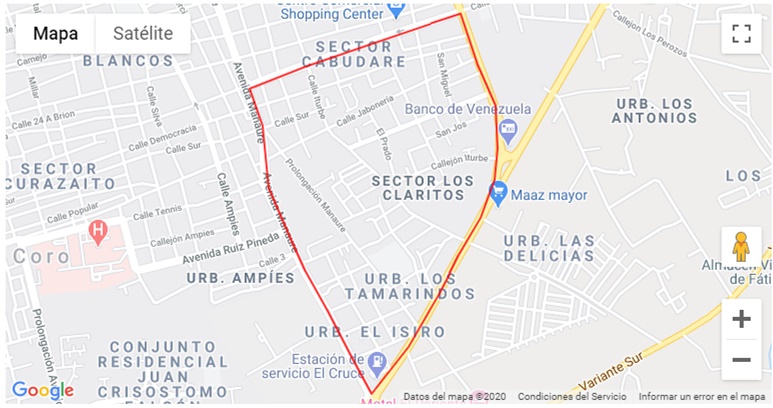 Centro Comercial
Shopping Center
Mapa
Satélite
Calle Iturbe
SECTOR
CABUDARE
BLANCOS
Camejo
Millar
Callejon Los Perozos
URB. LOS
ANTONIOS
Avenida Manaure
Calle Silva
Calle 24 A Brion
Calle Democracia
Calle Sur
Calle Sur
Calle Jaboneria
San Miguel
El Prado
San Jos
Banco de Venezuela
Callejón Iturbe
SECTOR
CURAZAITO
Calle Ampies
Prolongación Manaure
SECTOR LOS
CLARITOS
Maaz mayor
LOS
Avenida Manaure
Calle Popular
Calle Tennis
H
Callejón Ampies
Avenida Ruiz Pineda
Calle 3
Coro
URB. AMPÍES
URB. LAS
DELICIAS
Almacén Vi
de Fáti
URB. LOS
TAMARINDOS
URB. EL ISIRO
Prolongación
CONJUNTO
RESIDENCIAL
JUAN
CRISÓSTOMO
FALCÓN
Estación de
servicio El Cruce
Variante Sur
Motel
Google
Datos del mapa ©2020
Condiciones del Servicio
Informar un error en el mapa